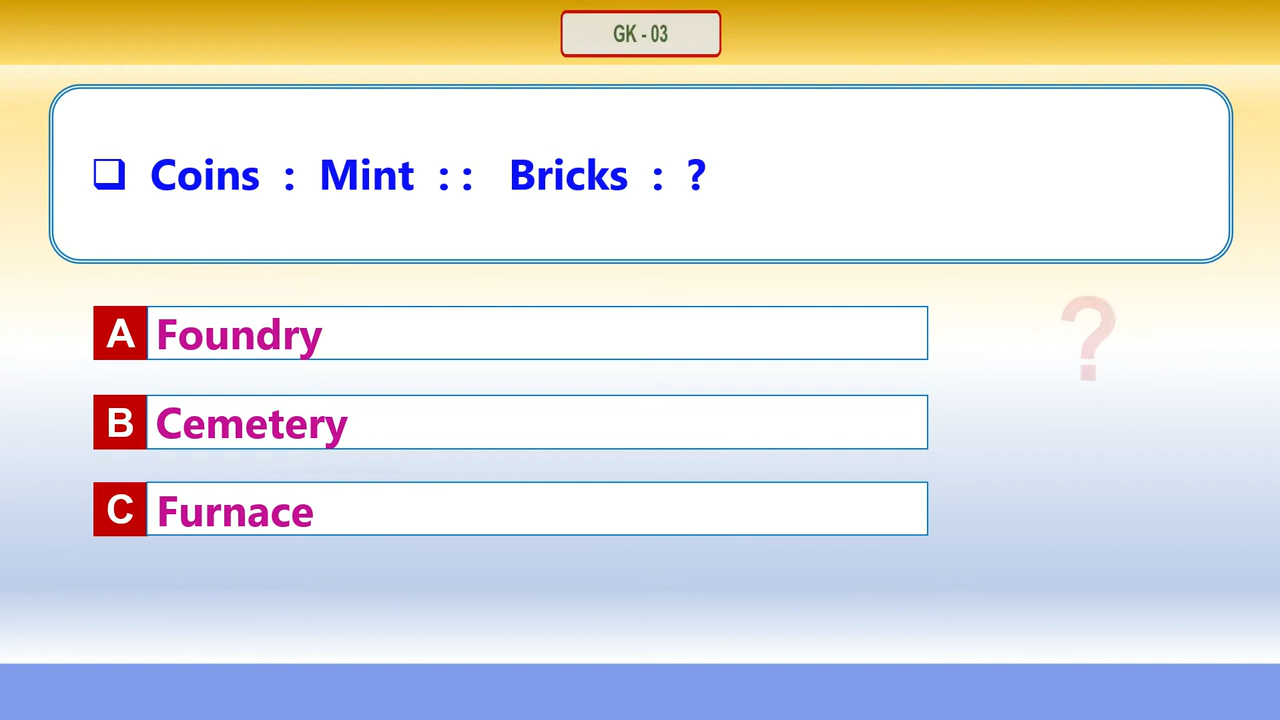 GK - 03
❑ Coins : Mint : : Bricks : ?
A Foundry
?
B Cemetery
C Furnace